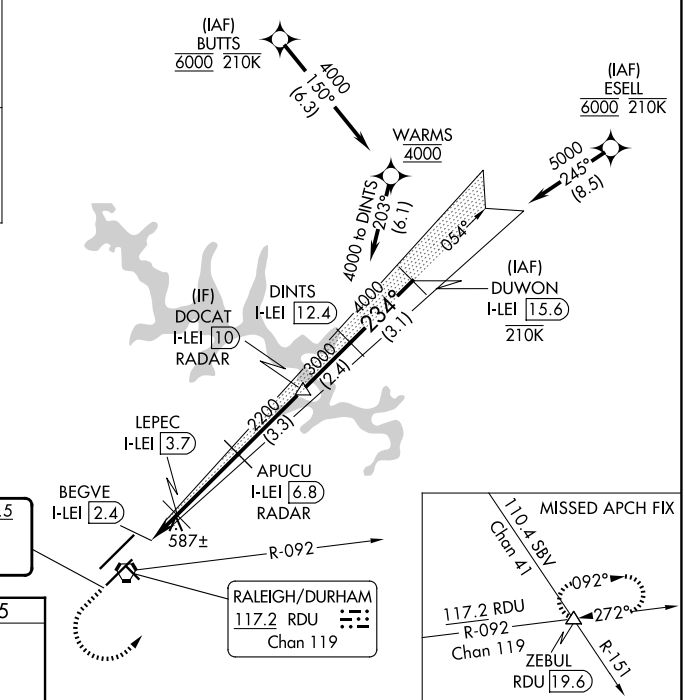 (IAF)
BUTTS
6000 210K
4000
150°
(6.3)
(IAF)
ESELL
6000 210K
5000
245°
(8.5)
WARMS
4000
4000 to DINTS
203°
(6.1)
054°
(IAF)
DUWON
I-LEI 15.6
210K
DINTS
I-LEI 12.4
4000
234°
(3.1)
(IF)
DOCAT
I-LEI 10
RADAR
3000
(2.4)
2200
(3.3)
LEPEC
I-LEI 3.7
APUCU
I-LEI 6.8
RADAR
BEGVE
I-LEI 2.4
587±
R-092
.5
5
RALEIGH/DURHAM
117.2 RDU
Chan 119
MISSED APCH FIX
110.4 SBV
Chan 41
092°
272°
117.2 RDU
R-092
Chan 119
R-151
ZEBUL
RDU 19.6